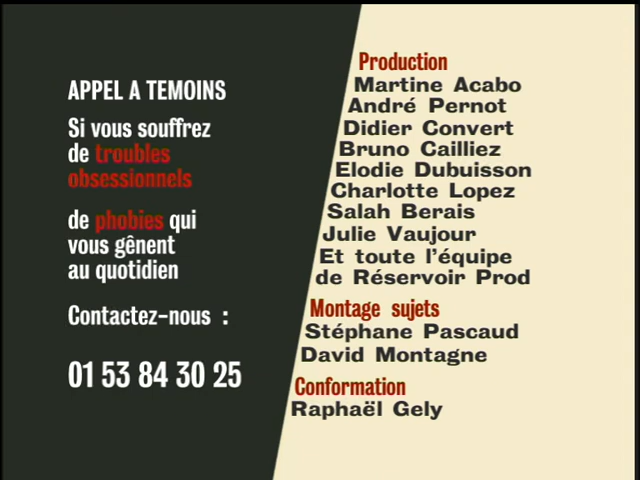 APPEL A TEMOINS
Si vous souffrez
de troubles
obsessionnels
de phobies qui
vous gênent
au quotidien
Contactez-nous :
01 53 84 30 25
Production
Martine Acabo
André Pernot
Didier Convert
Bruno Cailliez
Elodie Dubuisson
Charlotte Lopez
Salah Berais
Julie Vaujour
Et toute l'équipe
de Réservoir Prod
Montage sujets
Stéphane Pascaud
David Montagne
Conformation
Raphaël Gely